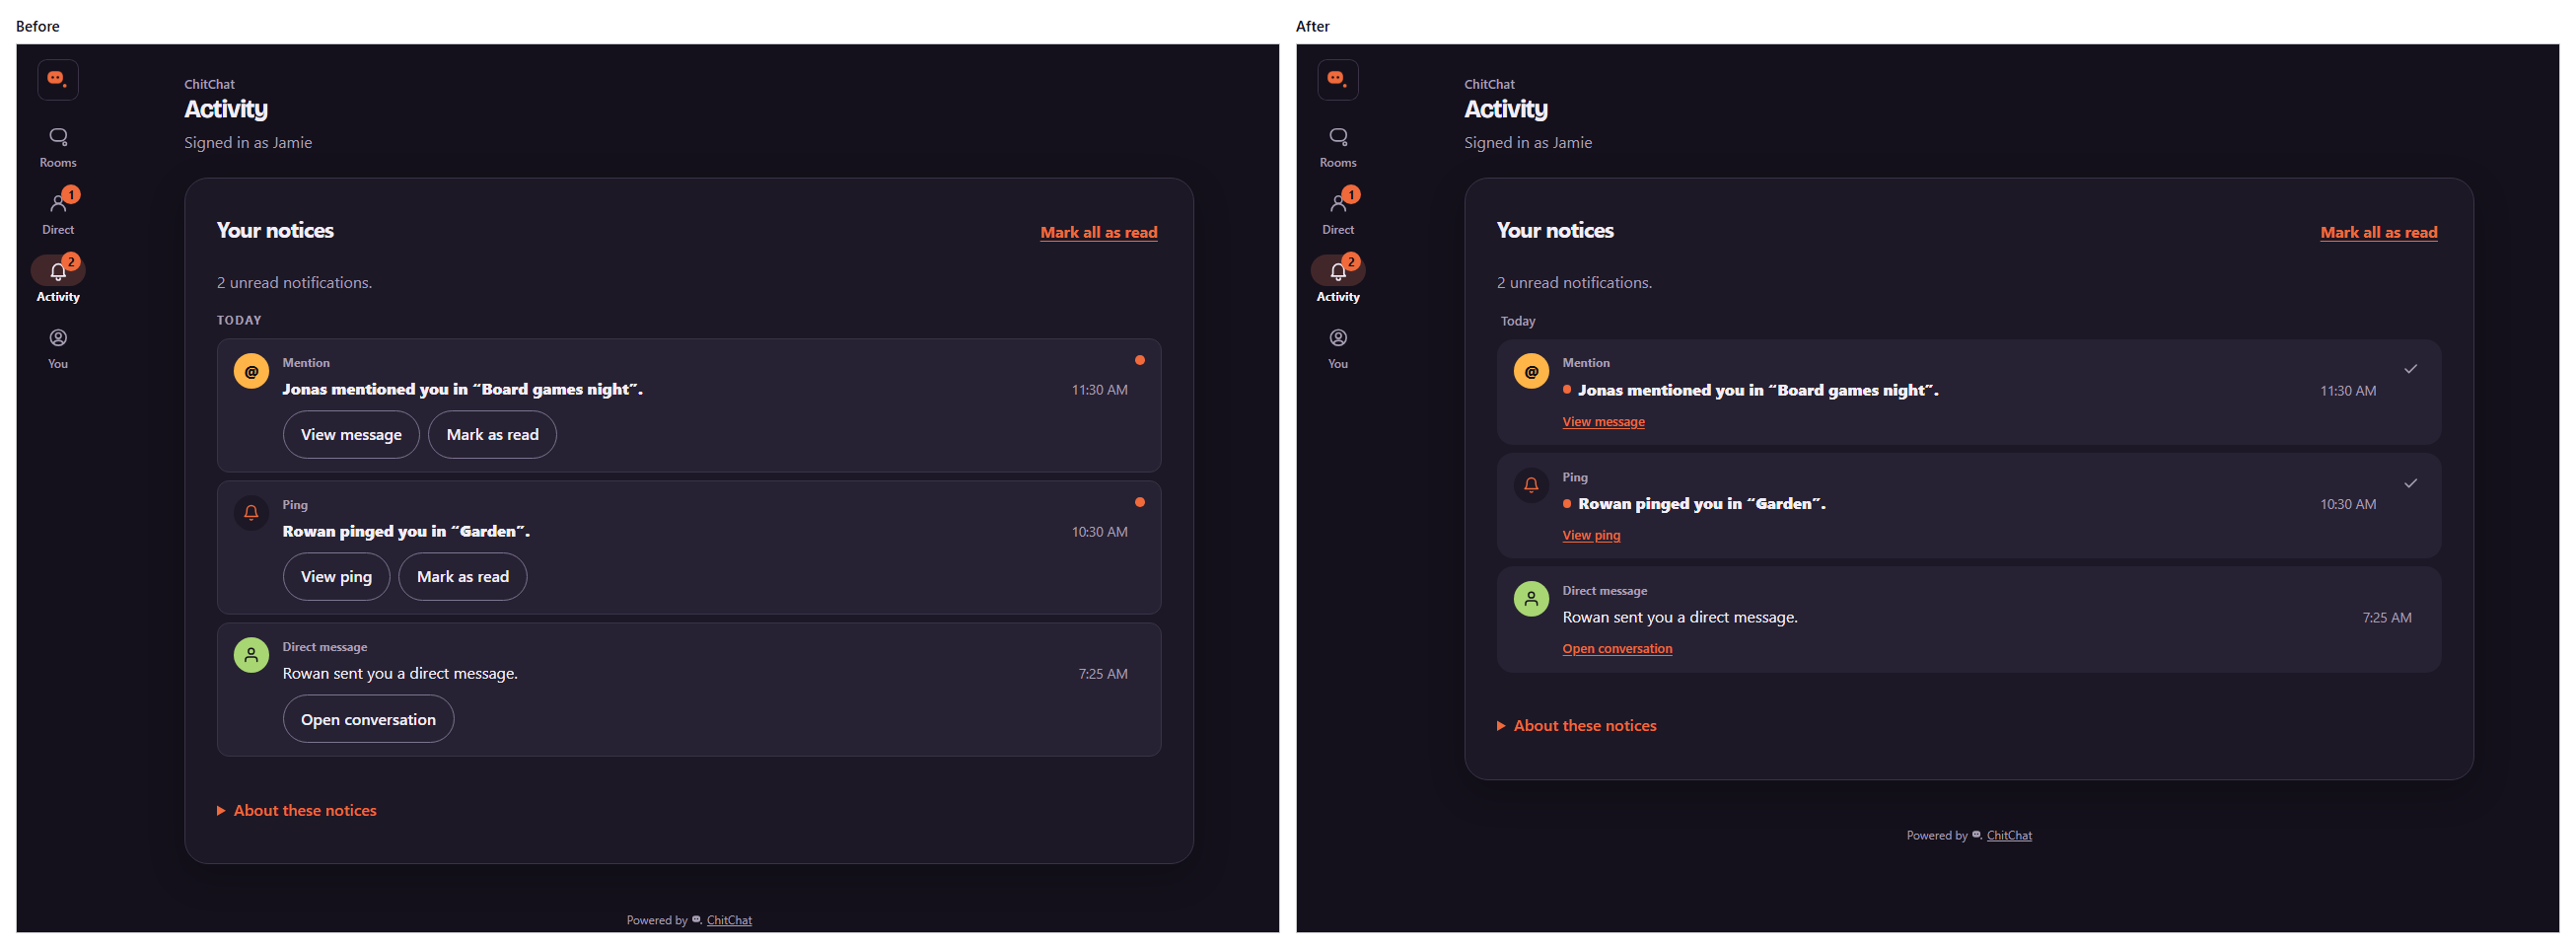 Before
ChitChat
Activity
Signed in as Jamie
Rooms
1
Direct
2
Activity
You
Your notices
Mark all as read
2 unread notifications.
TODAY
@
Mention
Jonas mentioned you in “Board games night”.
11:30 AM
View message
Mark as read
Ping
Rowan pinged you in “Garden”.
10:30 AM
View ping
Mark as read
Direct message
Rowan sent you a direct message.
7:25 AM
Open conversation
About these notices
Powered by ChitChat
After
ChitChat
Activity
Signed in as Jamie
Rooms
1
Direct
2
Activity
You
Your notices
Mark all as read
2 unread notifications.
Today
@
Mention
Jonas mentioned you in “Board games night”.
11:30 AM
View message
Ping
Rowan pinged you in “Garden”.
10:30 AM
View ping
Direct message
Rowan sent you a direct message.
7:25 AM
Open conversation
About these notices
Powered by ChitChat